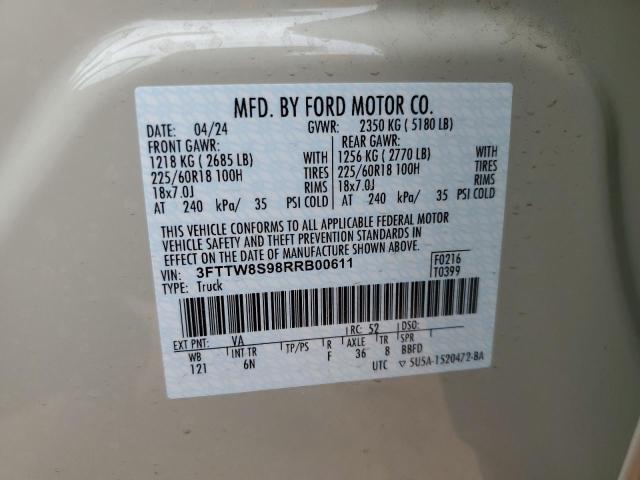 MFD. BY FORD MOTOR CO.
DATE: 04/24 GVWR: 2350 KG ( 5180 LB)
FRONT GAWR: REAR GAWR:
1218 KG ( 2685 LB) WITH 1256 KG ( 2770 LB) WITH
225/60R18 100H TIRES 225/60R18 100H TIRES
18x7.0J RIMS 18x7.0J RIMS
AT 240 kPa/ 35 PSI COLD AT 240 kPa/ 35 PSI COLD
THIS VEHICLE CONFORMS TO ALL APPLICABLE FEDERAL MOTOR
VEHICLE SAFETY AND THEFT PREVENTION STANDARDS IN
EFFECT ON THE DATE OF MANUFACTURE SHOWN ABOVE.
VIN: 3FTTW8S98RRB00611 F0216
TYPE: Truck T0399
EXT PNT: VA RC: 52 DSO:
WB INT TR TP/PS R AXLE TR SPR
121 6N F 36 8 BBFD
UTC ▽ 5U5A-1520472-BA